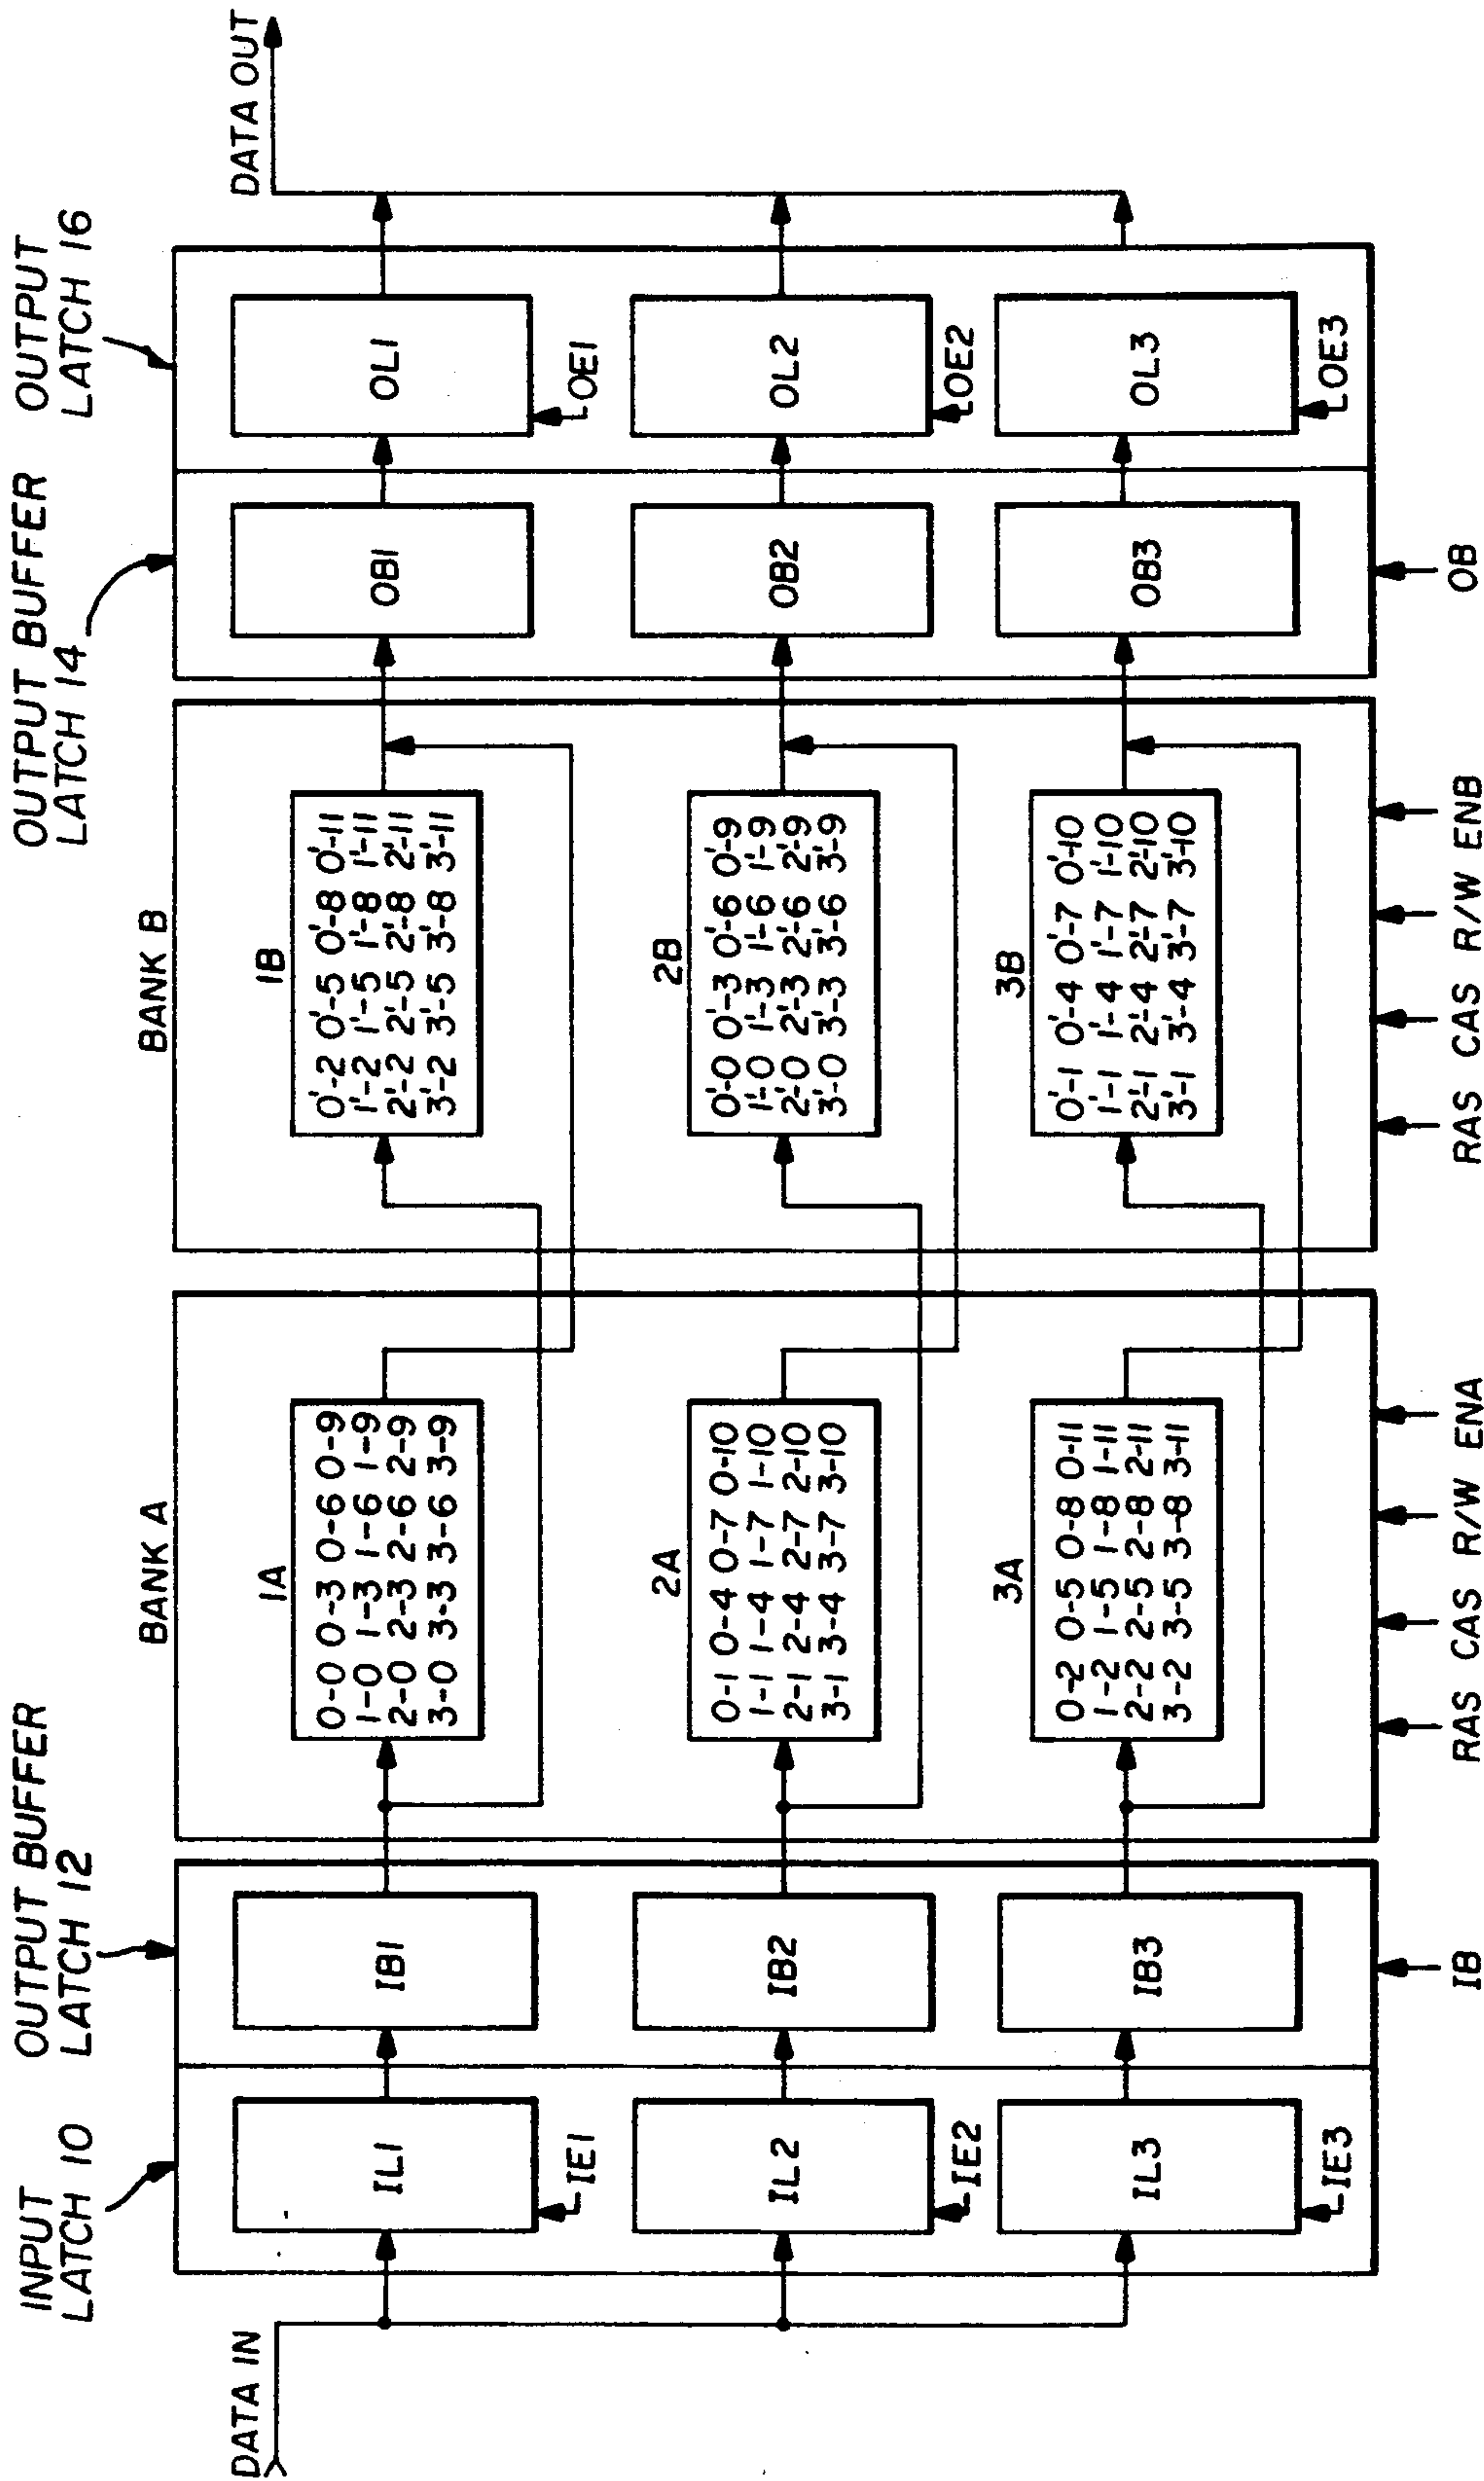 INPUT
LATCH 10
OUTPUT BUFFER
LATCH 12
OUTPUT BUFFER
LATCH 14
OUTPUT
LATCH 16
DATA IN
BANK A
BANK B
DATA OUT
IL1
IE1
IB1
1A
0-0 0-3 0-6 0-9
1-0 1-3 1-6 1-9
2-0 2-3 2-6 2-9
3-0 3-3 3-6 3-9
1B
0'-2 0'-5 0'-8 0'-11
1'-2 1'-5 1'-8 1'-11
2'-2 2'-5 2'-8 2'-11
3'-2 3'-5 3'-8 3'-11
OB1
OL1
OE1
IL2
IE2
IB2
2A
0-1 0-4 0-7 0-10
1-1 1-4 1-7 1-10
2-1 2-4 2-7 2-10
3-1 3-4 3-7 3-10
2B
0'-0 0'-3 0'-6 0'-9
1'-0 1'-3 1'-6 1'-9
2'-0 2'-3 2'-6 2'-9
3'-0 3'-3 3'-6 3'-9
OB2
OL2
OE2
IL3
IE3
IB3
3A
0-2 0-5 0-8 0-11
1-2 1-5 1-8 1-11
2-2 2-5 2-8 2-11
3-2 3-5 3-8 3-11
3B
0'-1 0'-4 0'-7 0'-10
1'-1 1'-4 1'-7 1'-10
2'-1 2'-4 2'-7 2'-10
3'-1 3'-4 3'-7 3'-10
OB3
OL3
OE3
IB
RAS CAS R/W ENA
RAS CAS R/W ENB
OB